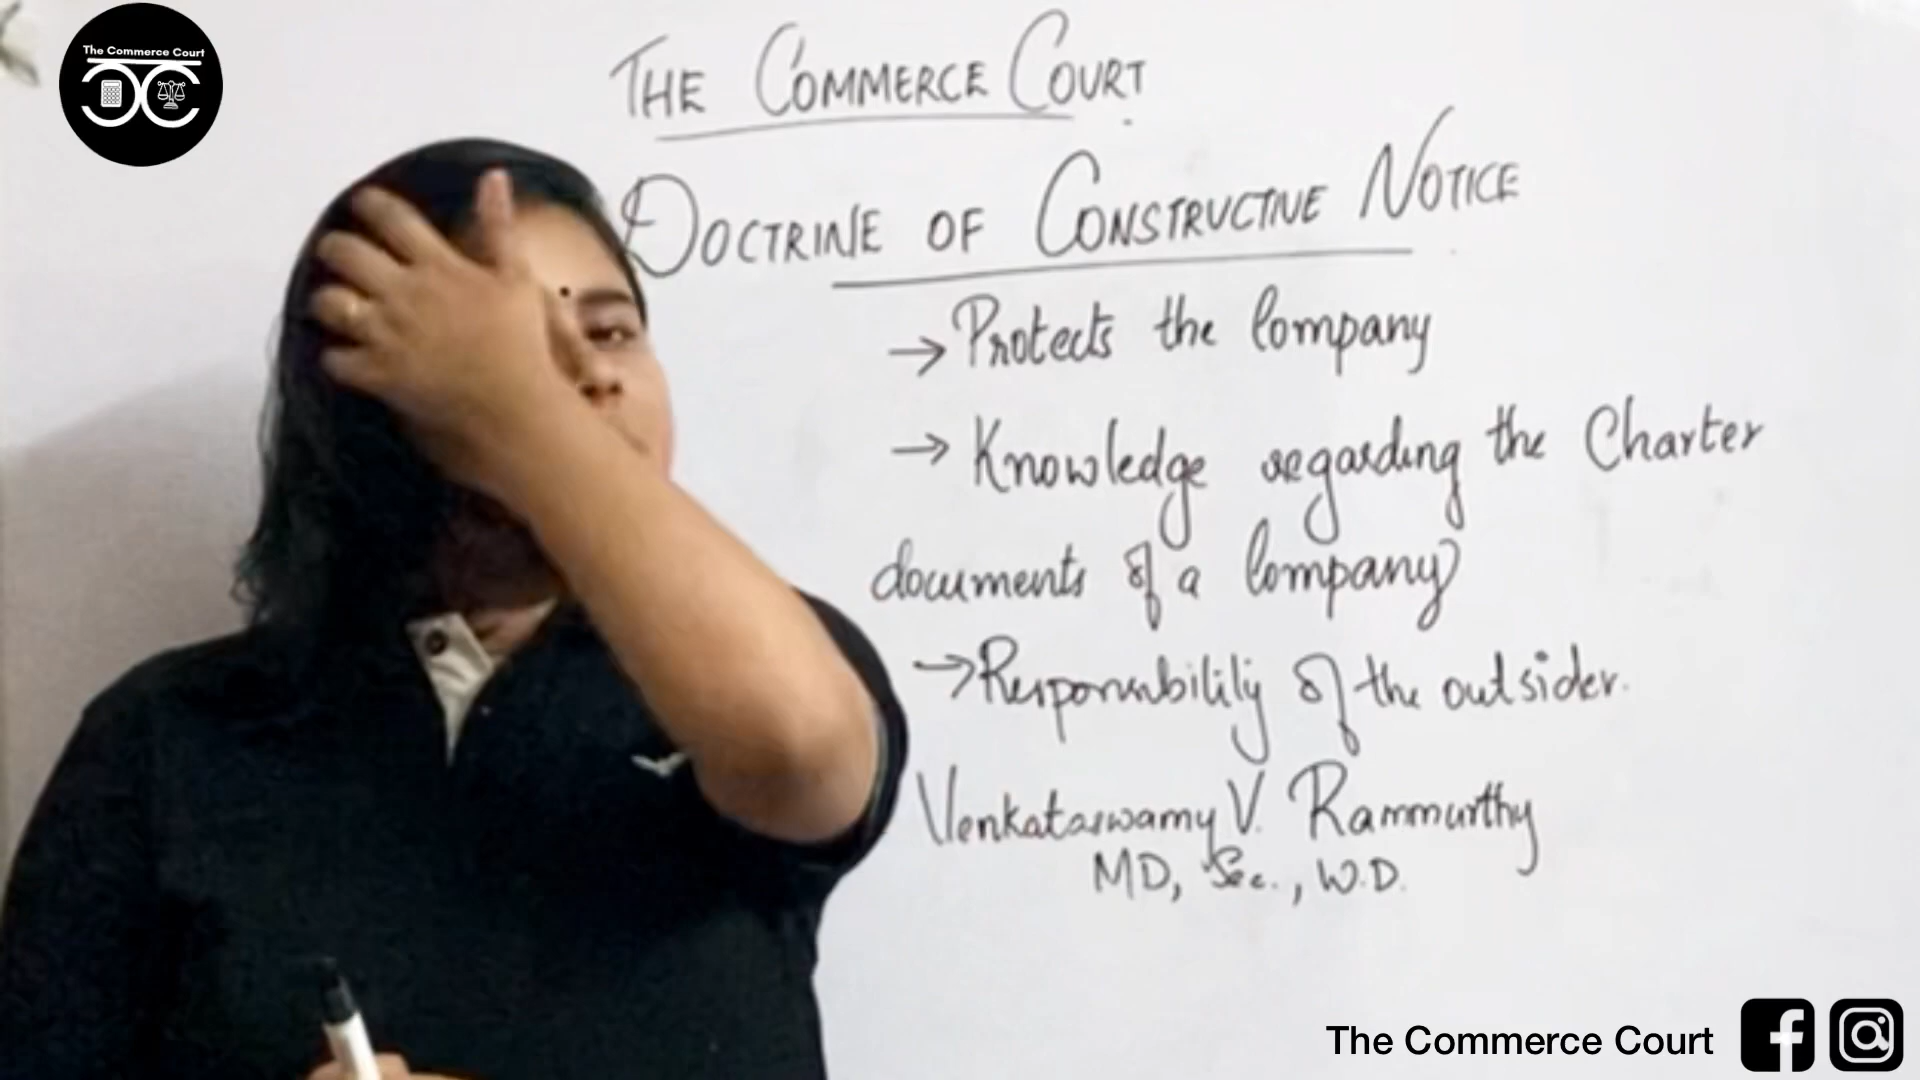 The Commerce Court
THE COMMERCE COURT
DOCTRINE OF CONSTRUCTIVE NOTICE
→ Protects the Company
→ Knowledge regarding the Charter
documents of a Company
→ Responsibility of the outsider.
Venkataswamy V. Rammurthy
MD, Sec., W.D.
The Commerce Court